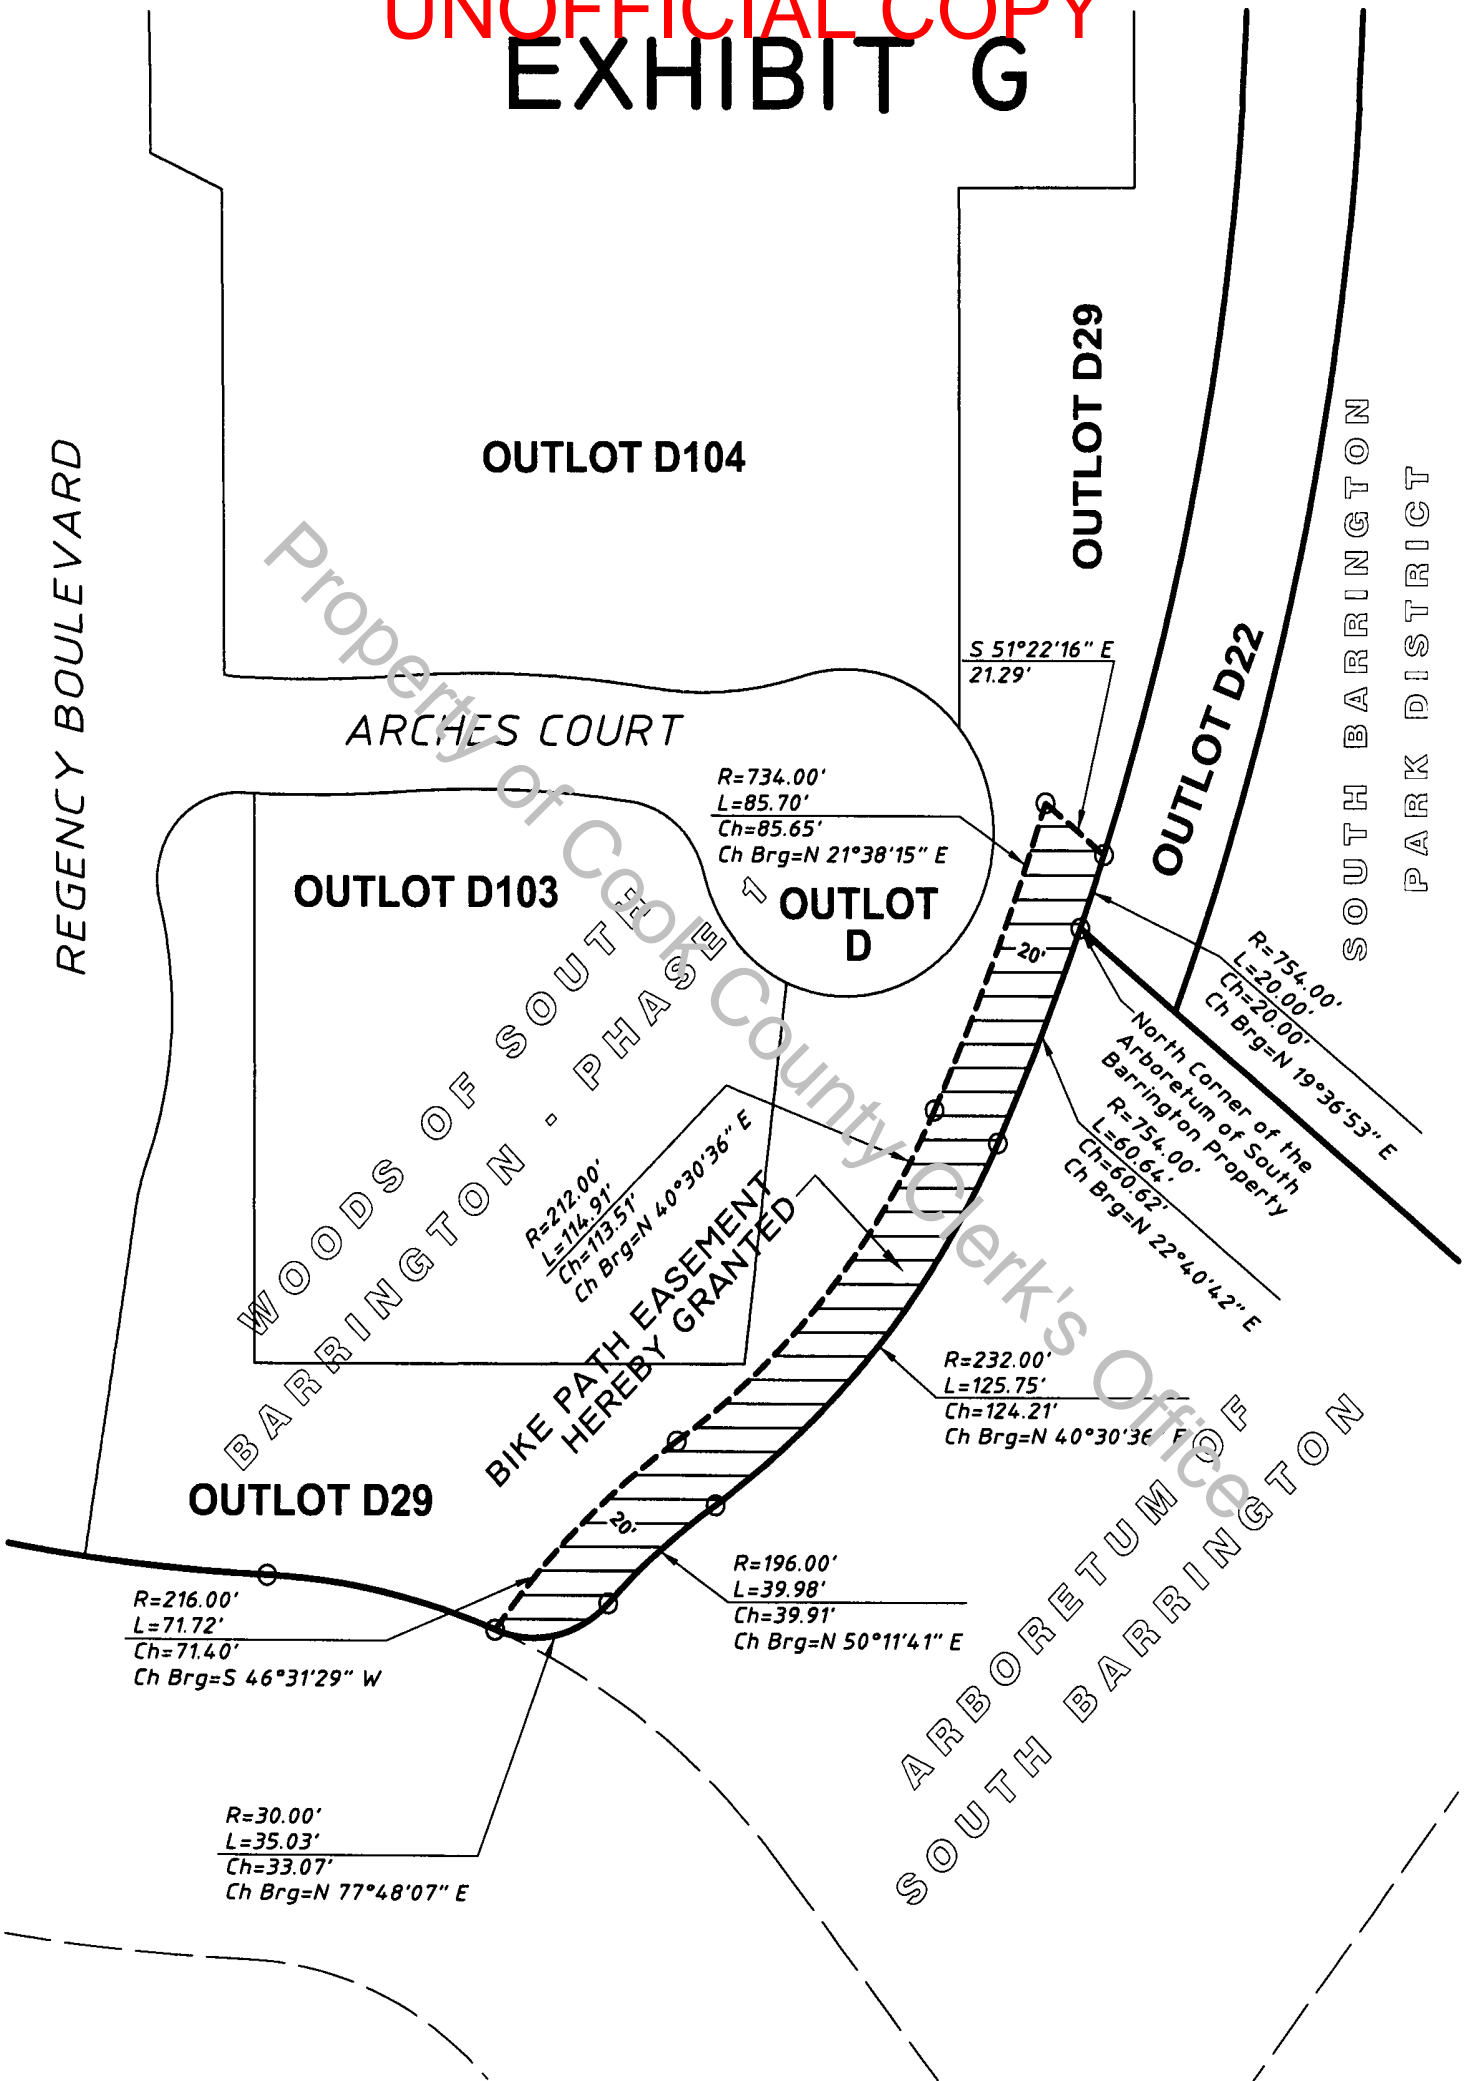 UNOFFICIAL COPY
EXHIBIT G
REGENCY BOULEVARD
OUTLOT D104
OUTLOT D29
SOUTH BARRINGTON
PARK DISTRICT
OUTLOT D22
S 51°22'16" E
21.29'
ARCHES COURT
R=734.00'
L=85.70'
Ch=85.65'
Ch Brg=N 21°38'15" E
OUTLOT D103
OUTLOT
D
WOODS OF SOUTH
BARRINGTON - PHASE 1
20'
R=754.00'
L=20.00'
Ch=20.00'
Ch Brg=N 19°36'53" E
North Corner of the
Arboretum of South
Barrington Property
R=754.00'
L=60.64'
Ch=60.62'
Ch Brg=N 22°40'42" E
R=212.00'
L=114.91'
Ch=113.51'
Ch Brg=N 40°30'36" E
BIKE PATH EASEMENT
HEREBY GRANTED
R=232.00'
L=125.75'
Ch=124.21'
Ch Brg=N 40°30'36" E
OUTLOT D29
20'
R=216.00'
L=71.72'
Ch=71.40'
Ch Brg=S 46°31'29" W
R=196.00'
L=39.98'
Ch=39.91'
Ch Brg=N 50°11'41" E
ARBORETUM OF
SOUTH BARRINGTON
R=30.00'
L=35.03'
Ch=33.07'
Ch Brg=N 77°48'07" E
Property of Cook County Clerk's Office